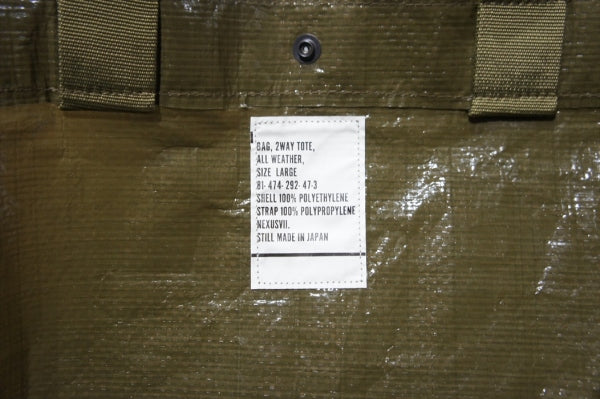 BAG, 2WAY TOTE,
ALL WEATHER,
SIZE LARGE
81- 474- 292- 47-3
SHELL 100% POLYETHYLENE
STRAP 100% POLYPROPYLENE
NEXUSVII.
STILL MADE IN JAPAN